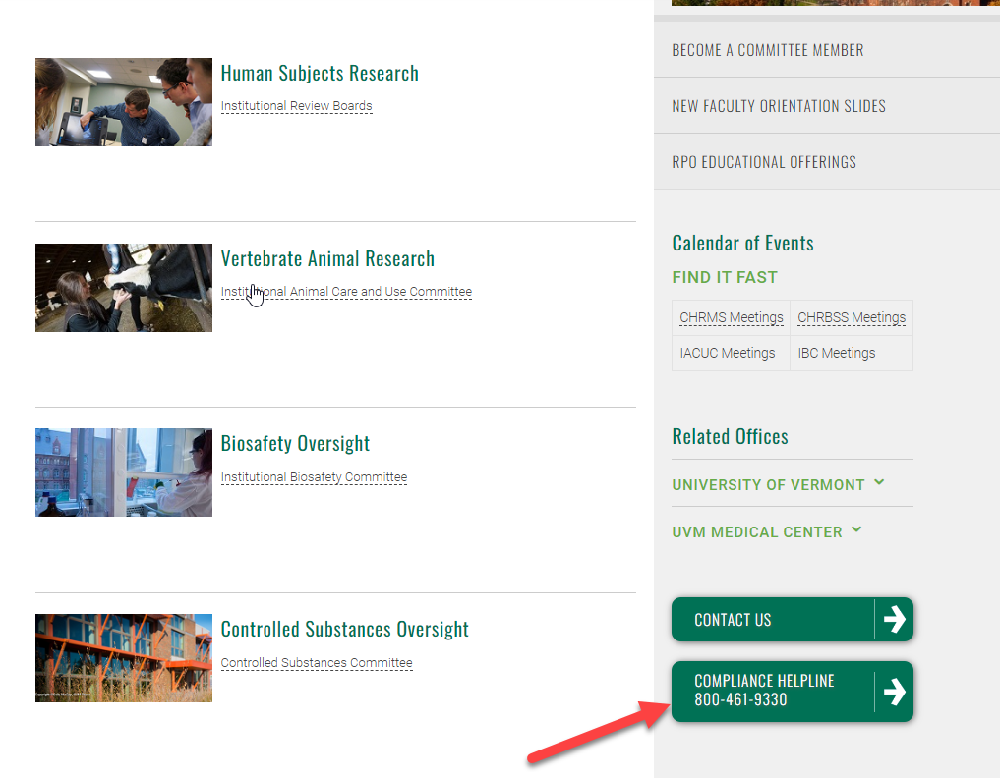 Human Subjects Research
Institutional Review Boards
Vertebrate Animal Research
Institutional Animal Care and Use Committee
Biosafety Oversight
Institutional Biosafety Committee
Controlled Substances Oversight
Controlled Substances Committee
BECOME A COMMITTEE MEMBER
NEW FACULTY ORIENTATION SLIDES
RPO EDUCATIONAL OFFERINGS
Calendar of Events
FIND IT FAST
CHRMS Meetings CHRBSS Meetings
IACUC Meetings IBC Meetings
Related Offices
UNIVERSITY OF VERMONT
UVM MEDICAL CENTER
CONTACT US
COMPLIANCE HELPLINE
800-461-9330